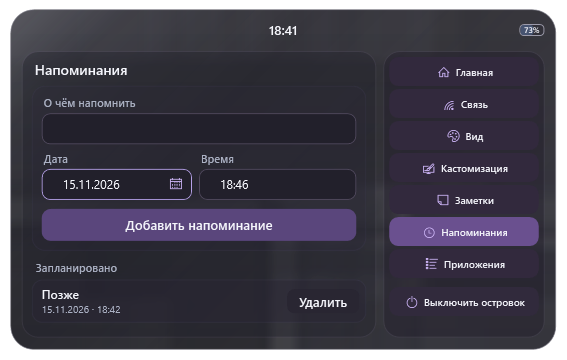 18:41
73%
Напоминания
О чём напомнить
Дата
Время
15.11.2026
18:46
Добавить напоминание
Запланировано
Позже
15.11.2026 · 18:42
Удалить
Главная
Связь
Вид
Кастомизация
Заметки
Напоминания
Приложения
Выключить островок